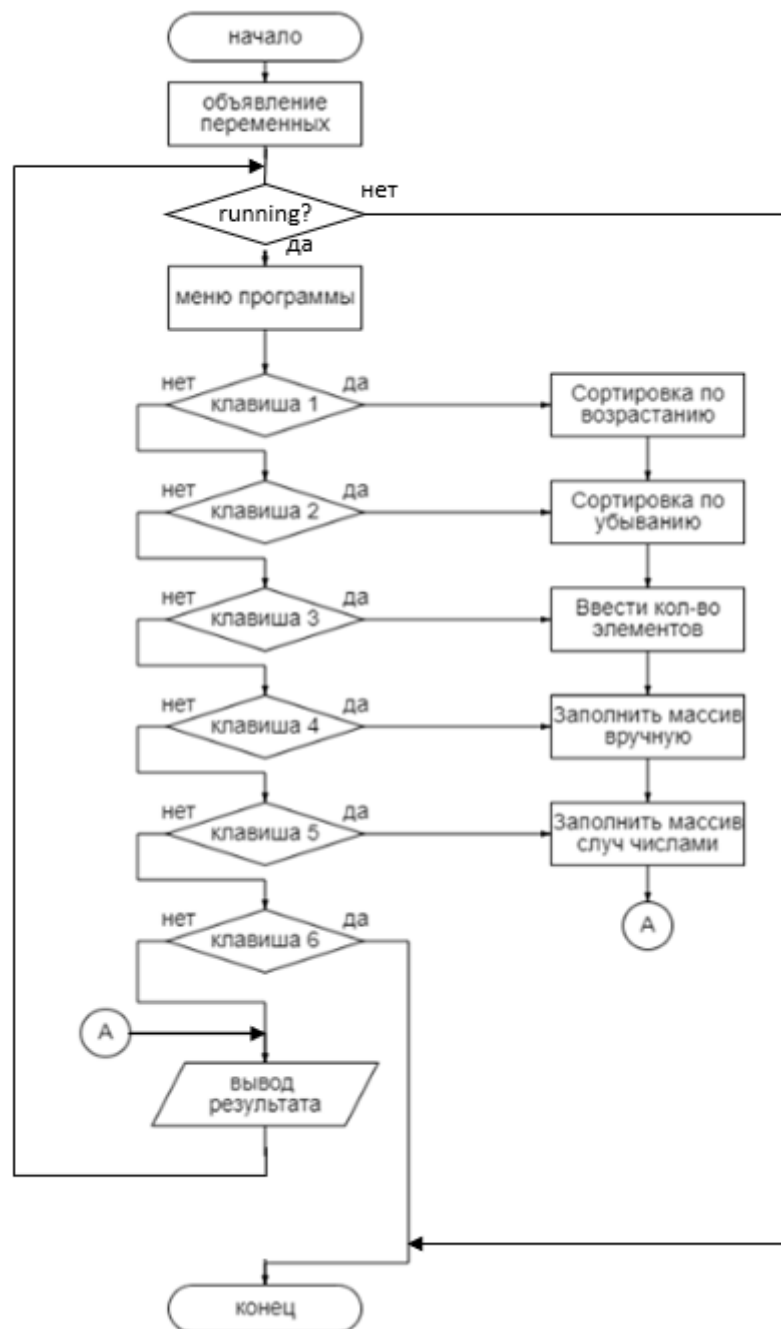 начало
объявление
переменных
нет
running?
да
меню программы
нет
да
клавиша 1
Сортировка по
возрастанию
нет
да
клавиша 2
Сортировка по
убыванию
нет
да
клавиша 3
Ввести кол-во
элементов
нет
да
клавиша 4
Заполнить массив
вручную
нет
да
клавиша 5
Заполнить массив
случ числами
нет
да
клавиша 6
А
А
вывод
результата
конец